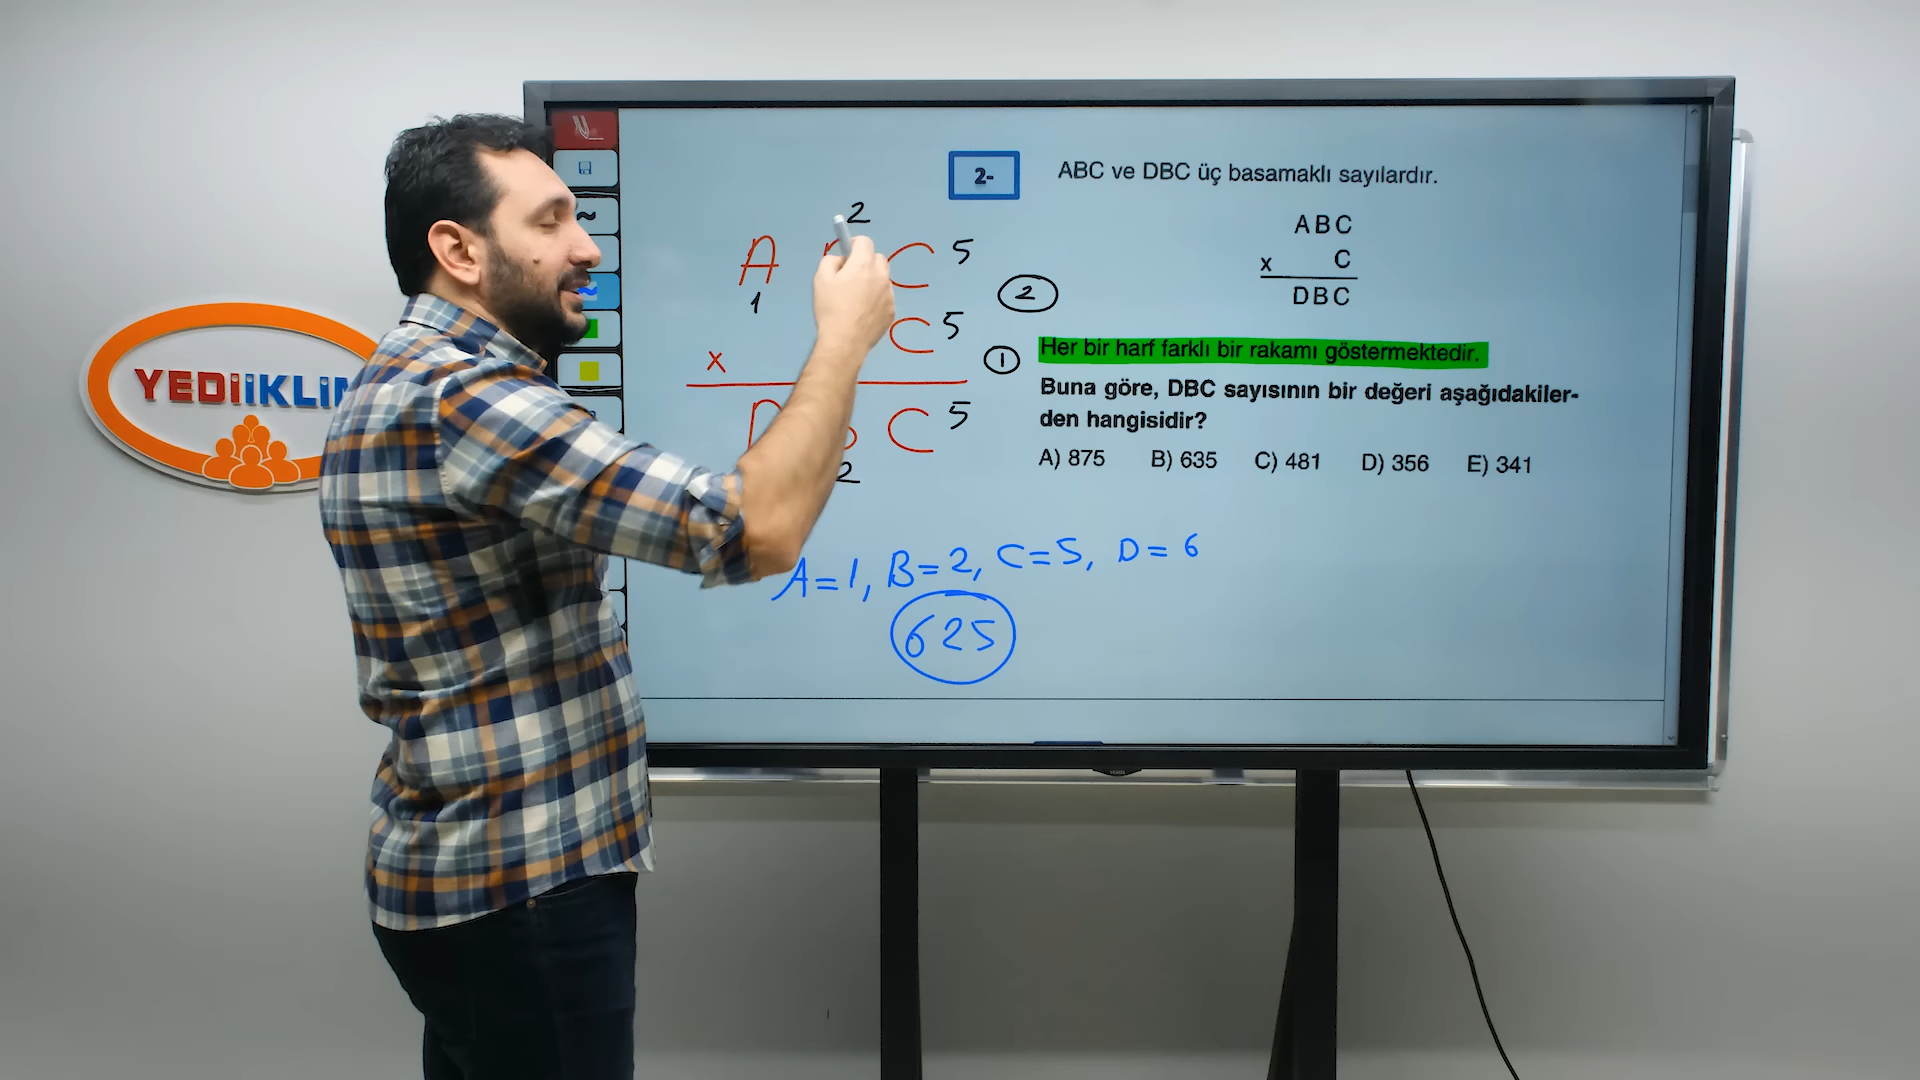 YEDiiKLiM
2-
ABC ve DBC üç basamaklı sayılardır.
ABC
x C
DBC
2
1 Her bir harf farklı bir rakamı göstermektedir.
Buna göre, DBC sayısının bir değeri aşağıdakiler-
den hangisidir?
A) 875 B) 635 C) 481 D) 356 E) 341
2
A C 5
1
x C 5
D C 5
2
A=1, B=2, C=5, D=6
625